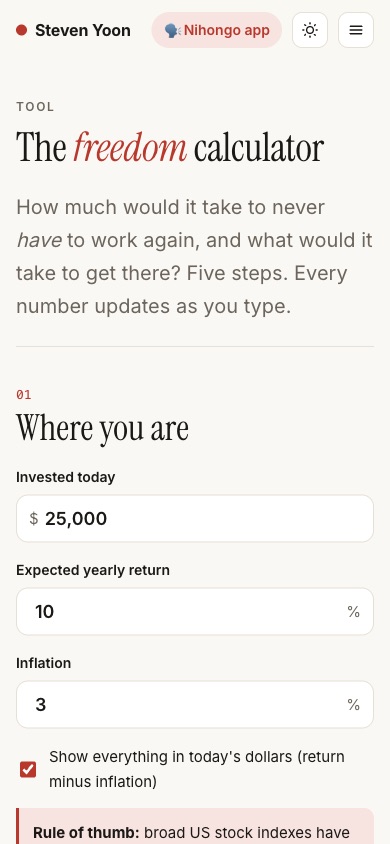 Steven Yoon
Nihongo app
TOOL
The freedom calculator
How much would it take to never
have to work again, and what would it
take to get there? Five steps. Every
number updates as you type.
01
Where you are
Invested today
$ 25,000
Expected yearly return
10 %
Inflation
3 %
Show everything in today's dollars (return
minus inflation)
Rule of thumb: broad US stock indexes have